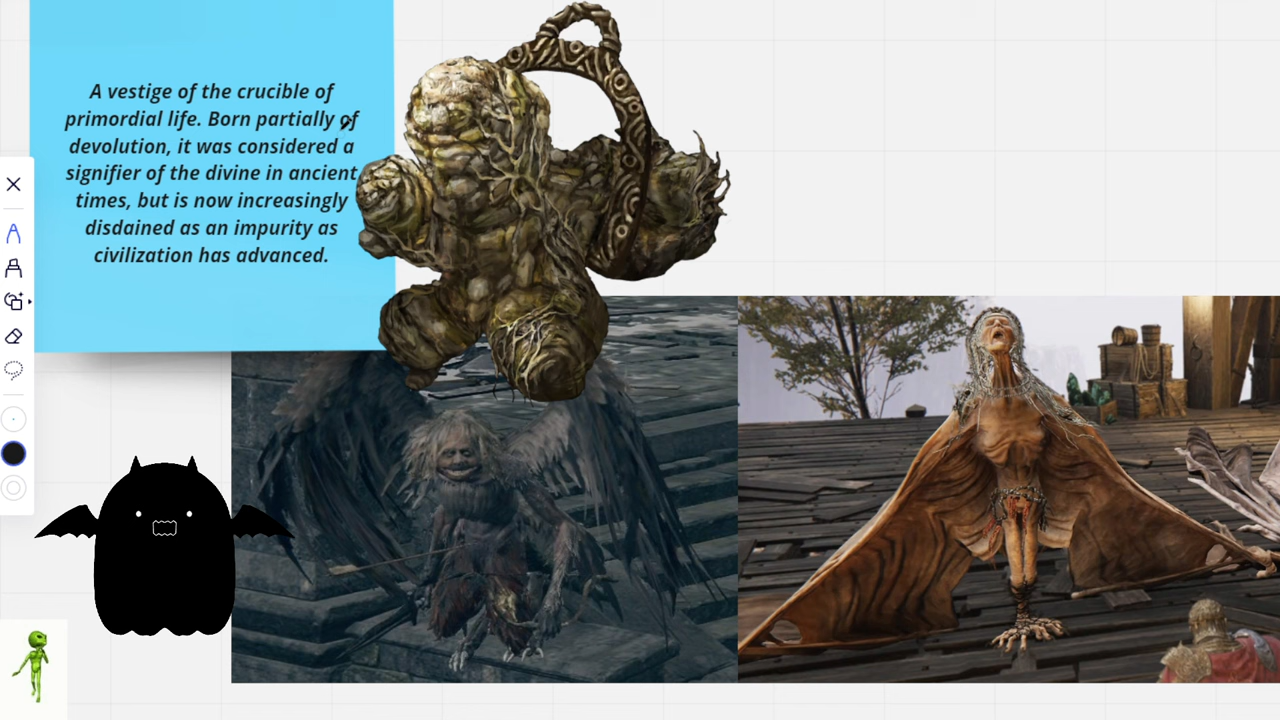 A vestige of the crucible of
primordial life. Born partially of
devolution, it was considered a
signifier of the divine in ancient
times, but is now increasingly
disdained as an impurity as
civilization has advanced.